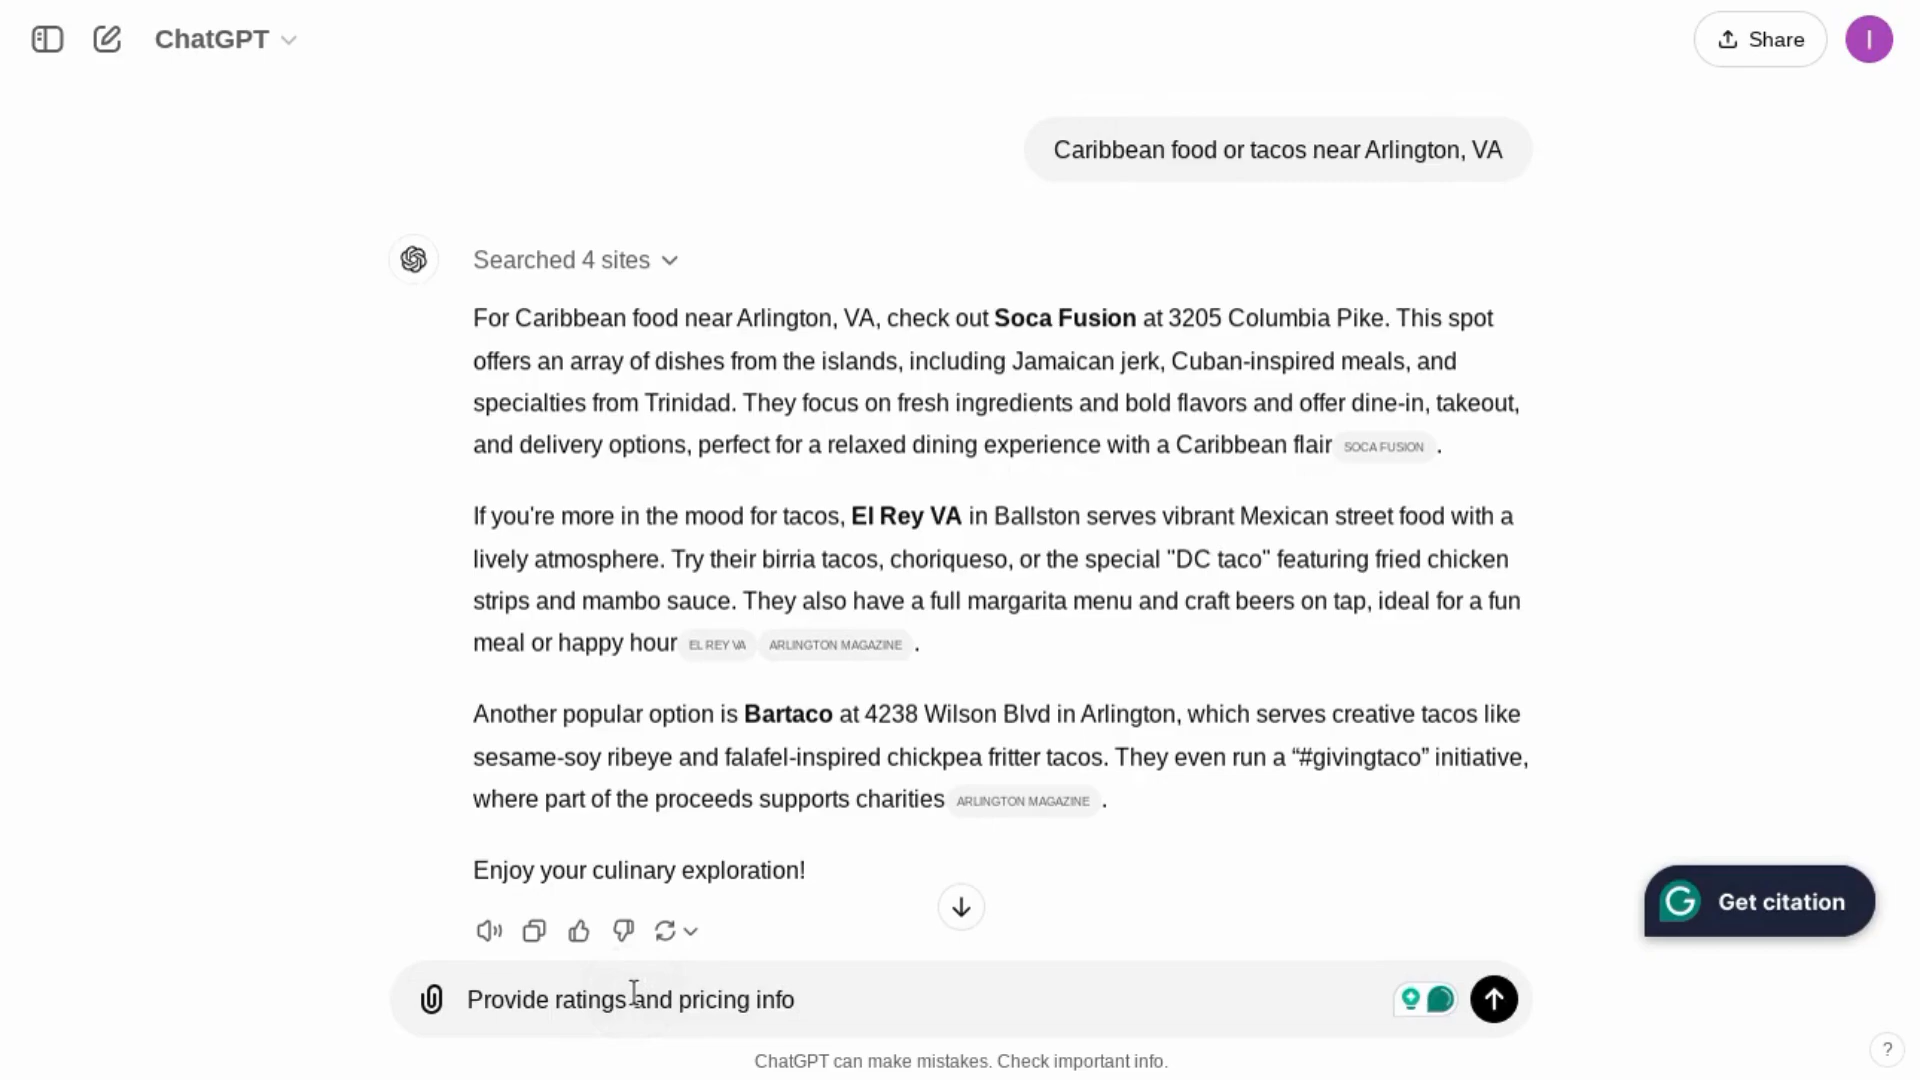 ChatGPT
Share
I
Caribbean food or tacos near Arlington, VA
Searched 4 sites
For Caribbean food near Arlington, VA, check out Soca Fusion at 3205 Columbia Pike. This spot
offers an array of dishes from the islands, including Jamaican jerk, Cuban-inspired meals, and
specialties from Trinidad. They focus on fresh ingredients and bold flavors and offer dine-in, takeout,
and delivery options, perfect for a relaxed dining experience with a Caribbean flair SOCA FUSION .
If you're more in the mood for tacos, El Rey VA in Ballston serves vibrant Mexican street food with a
lively atmosphere. Try their birria tacos, choriqueso, or the special "DC taco" featuring fried chicken
strips and mambo sauce. They also have a full margarita menu and craft beers on tap, ideal for a fun
meal or happy hour EL REY VA ARLINGTON MAGAZINE .
Another popular option is Bartaco at 4238 Wilson Blvd in Arlington, which serves creative tacos like
sesame-soy ribeye and falafel-inspired chickpea fritter tacos. They even run a “#givingtaco” initiative,
where part of the proceeds supports charities ARLINGTON MAGAZINE .
Enjoy your culinary exploration!
Get citation
Provide ratings and pricing info
ChatGPT can make mistakes. Check important info.
?